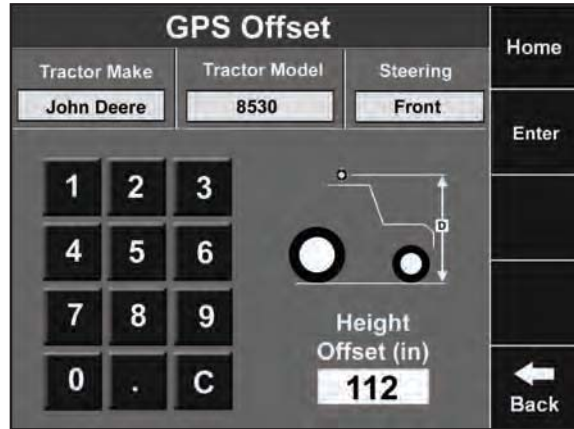 GPS Offset
Tractor Make
John Deere
Tractor Model
8530
Steering
Front
1 2 3
4 5 6
7 8 9
0 . C
D
Height
Offset (in)
112
Home
Enter
Back